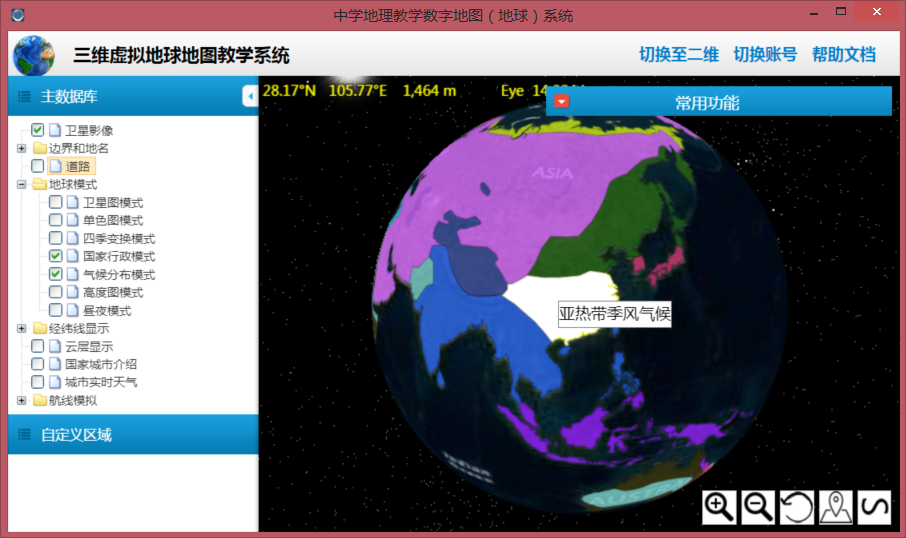 中学地理教学数字地图（地球）系统
三维虚拟地球地图教学系统
切换至二维 切换账号 帮助文档
主数据库
卫星影像
边界和地名
道路
地球模式
卫星图模式
单色图模式
四季变换模式
国家行政模式
气候分布模式
高度图模式
昼夜模式
经纬线显示
云层显示
国家城市介绍
城市实时天气
航线模拟
自定义区域
28.17°N 105.77°E 1,464 m Eye
常用功能
ASIA
亚热带季风气候
Indian
Ocean